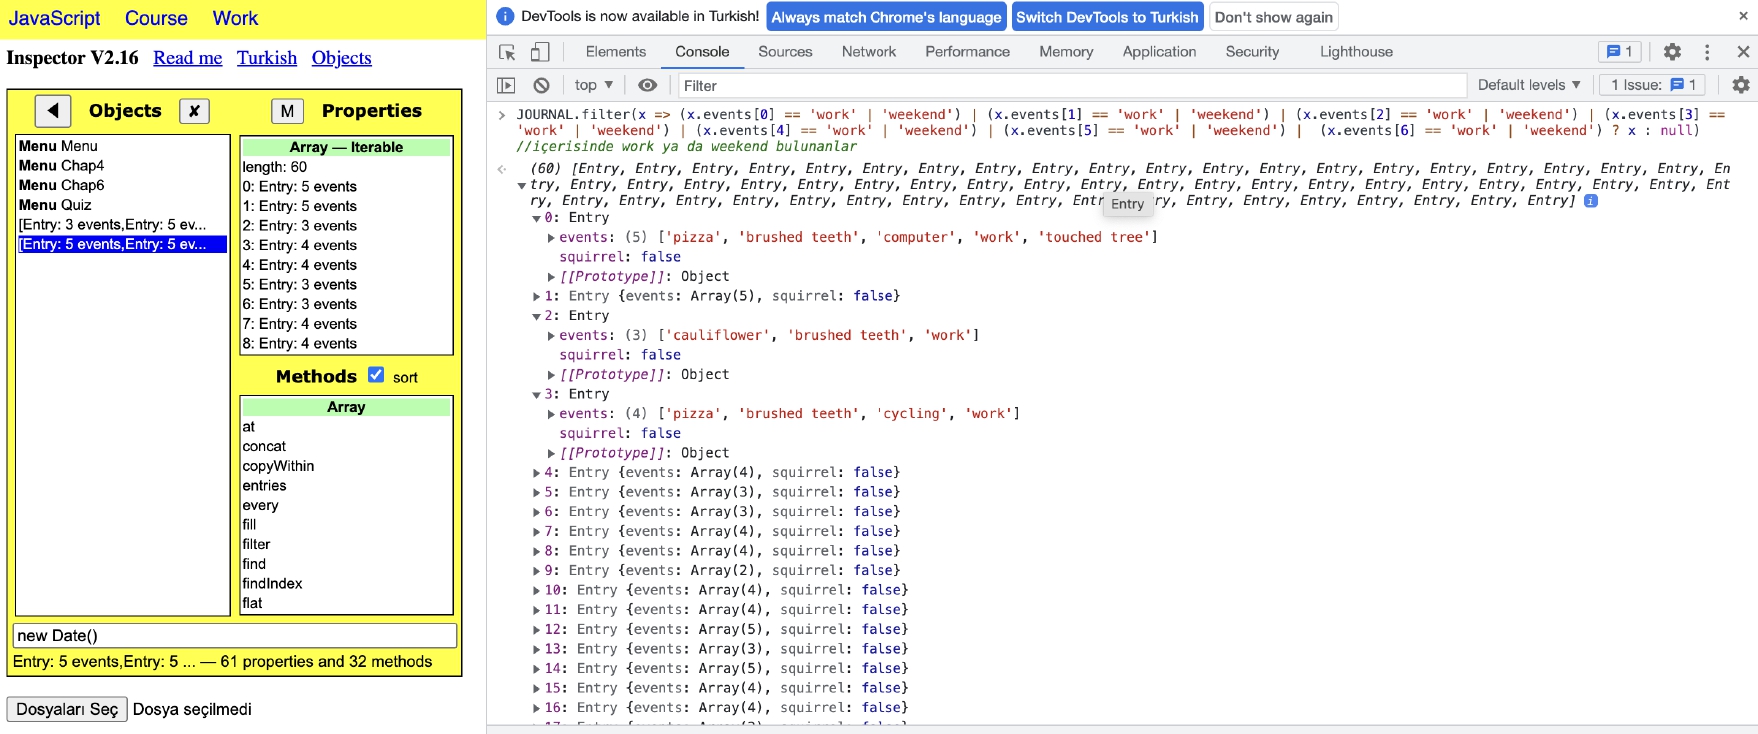 JavaScript Course Work
Inspector V2.16 Read me Turkish Objects
◀ Objects ✘ M Properties
Menu Menu
Menu Chap4
Menu Chap6
Menu Quiz
[Entry: 3 events,Entry: 5 ev...
[Entry: 5 events,Entry: 5 ev...
Array — Iterable
length: 60
0: Entry: 5 events
1: Entry: 5 events
2: Entry: 3 events
3: Entry: 4 events
4: Entry: 4 events
5: Entry: 3 events
6: Entry: 3 events
7: Entry: 4 events
8: Entry: 4 events
Methods sort
Array
at
concat
copyWithin
entries
every
fill
filter
find
findIndex
flat
new Date()
Entry: 5 events,Entry: 5 ... — 61 properties and 32 methods
Dosyaları Seç Dosya seçilmedi
DevTools is now available in Turkish! Always match Chrome's language Switch DevTools to Turkish Don't show again
Elements Console Sources Network Performance Memory Application Security Lighthouse 1
top ▼ Filter Default levels ▼ 1 Issue: 1
JOURNAL.filter(x => (x.events[0] == 'work' | 'weekend') | (x.events[1] == 'work' | 'weekend') | (x.events[2] == 'work' | 'weekend') | (x.events[3] ==
'work' | 'weekend') | (x.events[4] == 'work' | 'weekend') | (x.events[5] == 'work' | 'weekend') | (x.events[6] == 'work' | 'weekend') ? x : null)
//içerisinde work ya da weekend bulunanlar
(60) [Entry, Entry, Entry, Entry, Entry, Entry, Entry, Entry, Entry, Entry, Entry, Entry, Entry, Entry, Entry, Entry, Entry, Entry, Entry, Entry, En
try, Entry, Entry, Entry, Entry, Entry, Entry, Entry, Entry, Entry, Entry, Entry, Entry, Entry, Entry, Entry, Entry, Entry, Entry, Entry, Entry, Ent
ry, Entry, Entry, Entry, Entry, Entry, Entry, Entry, Entry, Entry, Entry, Entry, Entry, Entry, Entry, Entry, Entry, Entry, Entry]
Entry
0: Entry
events: (5) ['pizza', 'brushed teeth', 'computer', 'work', 'touched tree']
squirrel: false
[[Prototype]]: Object
1: Entry {events: Array(5), squirrel: false}
2: Entry
events: (3) ['cauliflower', 'brushed teeth', 'work']
squirrel: false
[[Prototype]]: Object
3: Entry
events: (4) ['pizza', 'brushed teeth', 'cycling', 'work']
squirrel: false
[[Prototype]]: Object
4: Entry {events: Array(4), squirrel: false}
5: Entry {events: Array(3), squirrel: false}
6: Entry {events: Array(3), squirrel: false}
7: Entry {events: Array(4), squirrel: false}
8: Entry {events: Array(4), squirrel: false}
9: Entry {events: Array(2), squirrel: false}
10: Entry {events: Array(4), squirrel: false}
11: Entry {events: Array(4), squirrel: false}
12: Entry {events: Array(5), squirrel: false}
13: Entry {events: Array(3), squirrel: false}
14: Entry {events: Array(5), squirrel: false}
15: Entry {events: Array(4), squirrel: false}
16: Entry {events: Array(4), squirrel: false}